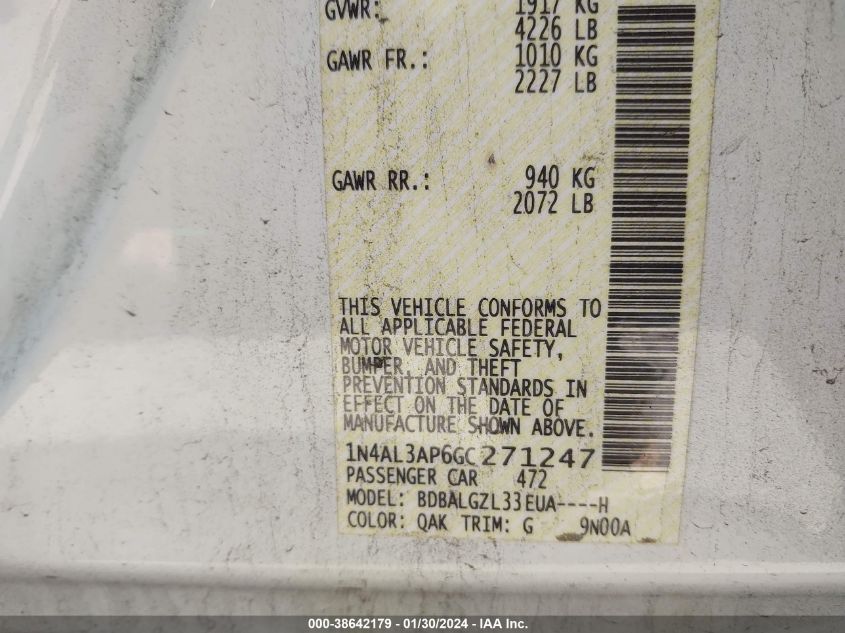 GVWR: 1917 KG
4226 LB
GAWR FR.: 1010 KG
2227 LB
GAWR RR.: 940 KG
2072 LB
THIS VEHICLE CONFORMS TO
ALL APPLICABLE FEDERAL
MOTOR VEHICLE SAFETY,
BUMPER, AND THEFT
PREVENTION STANDARDS IN
EFFECT ON THE DATE OF
MANUFACTURE SHOWN ABOVE.
1N4AL3AP6GC271247
PASSENGER CAR 472
MODEL: BDBALGZL33EUA----H
COLOR: QAK TRIM: G 9N00A
000-38642179 - 01/30/2024 - IAA Inc.